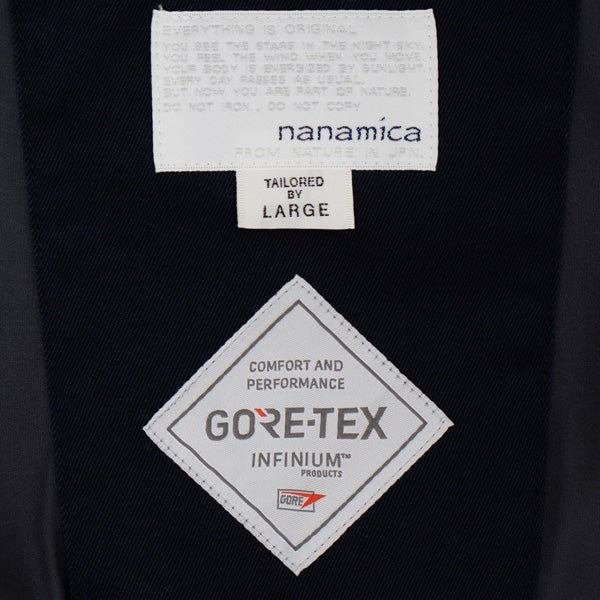 EVERYTHING IS ORIGINAL.
YOU SEE THE STARS IN THE NIGHT SKY.
YOU FEEL THE WIND WHEN YOU MOVE.
YOUR BODY IS ENERGIZED BY SUNLIGHT.
EVERY DAY PASSES AS USUAL.
BUT NOW YOU ARE PART OF NATURE.
DO NOT IRON, DO NOT COPY
nanamica
FROM NATURE IN JPN.
TAILORED
BY
LARGE
COMFORT AND
PERFORMANCE
GORE-TEX
INFINIUM™
PRODUCTS
GORE